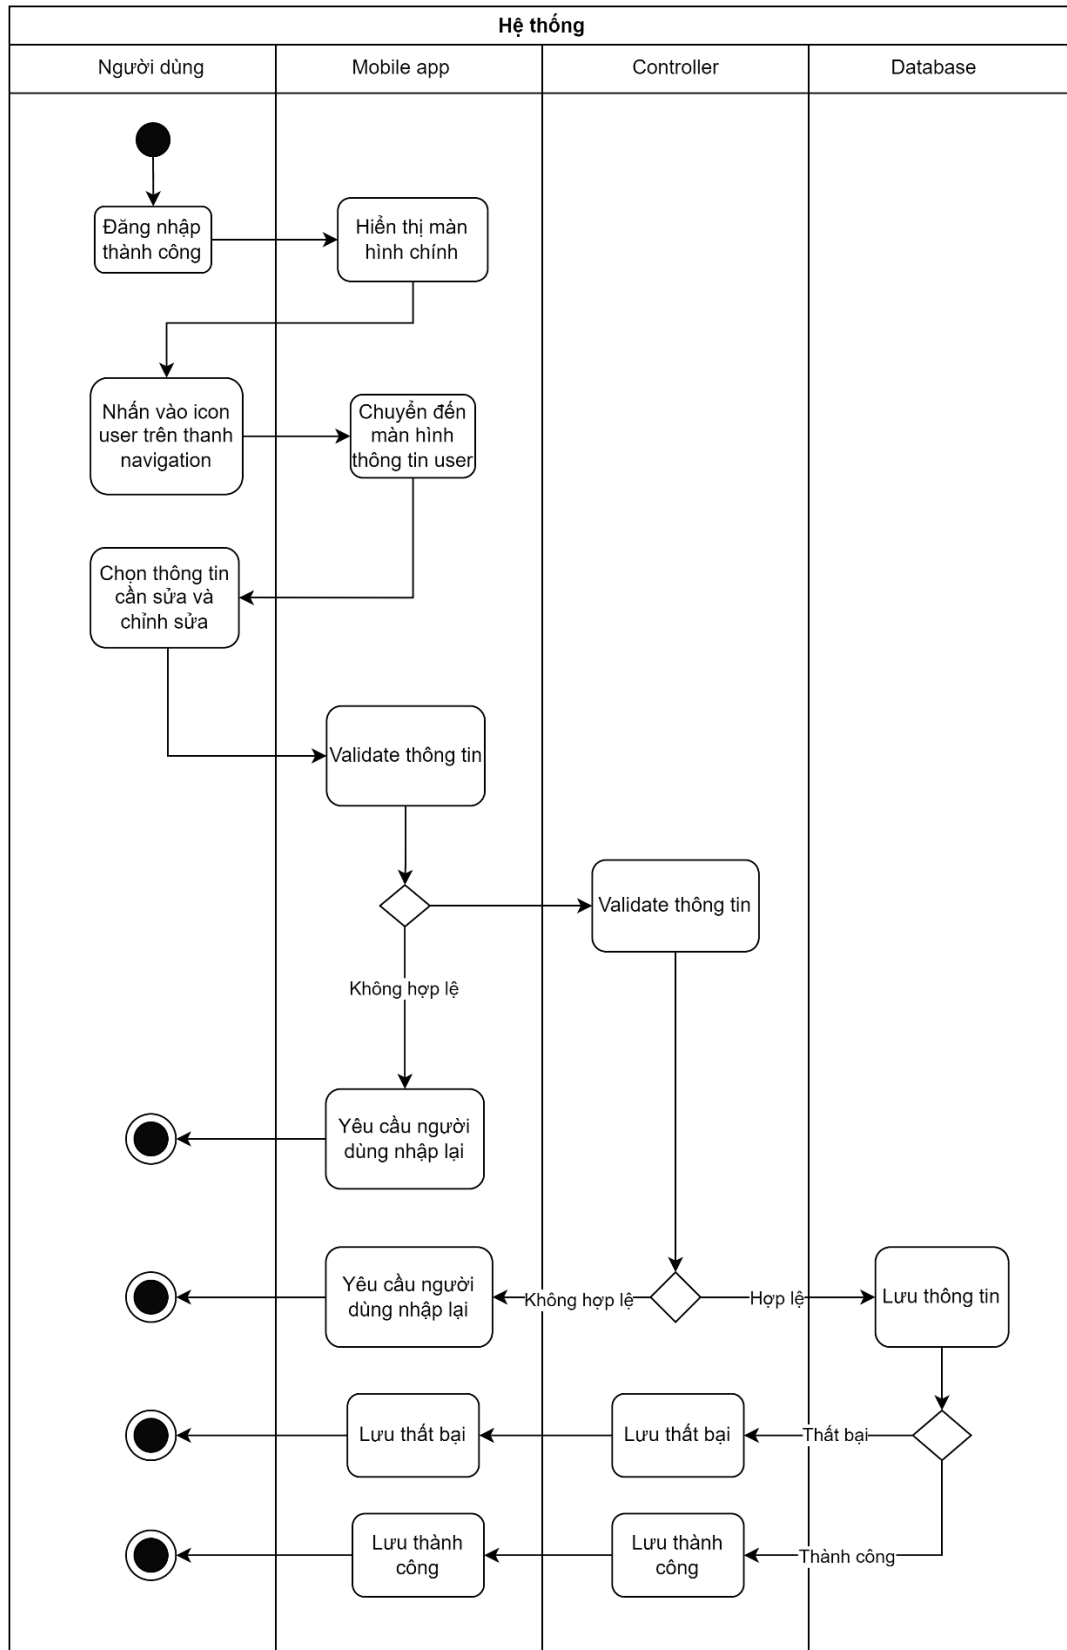 Hệ thống
Người dùng
Mobile app
Controller
Database
Đăng nhập
thành công
Hiển thị màn
hình chính
Nhấn vào icon
user trên thanh
navigation
Chuyển đến
màn hình
thông tin user
Chọn thông tin
cần sửa và
chỉnh sửa
Validate thông tin
Validate thông tin
Không hợp lệ
Yêu cầu người
dùng nhập lại
Yêu cầu người
dùng nhập lại
Không hợp lệ
Hợp lệ
Lưu thông tin
Lưu thất bại
Lưu thất bại
Thất bại
Lưu thành
công
Lưu thành
công
Thành công